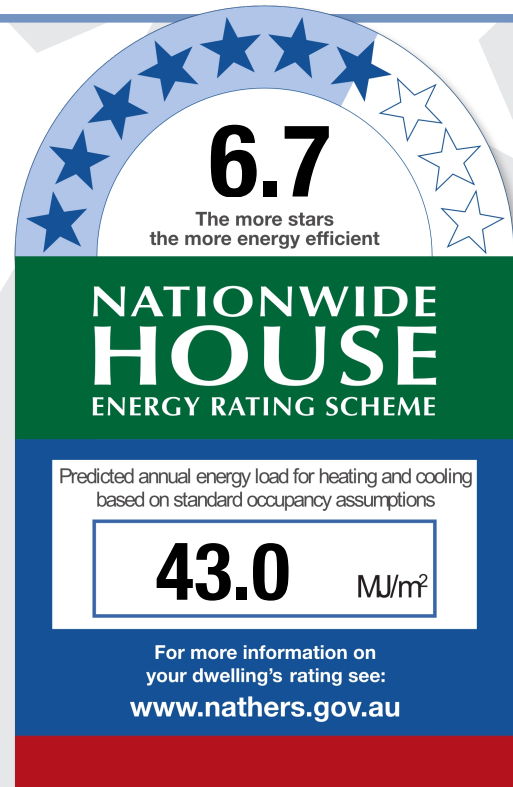 6.7
The more stars
the more energy efficient
NATIONWIDE
HOUSE
ENERGY RATING SCHEME
Predicted annual energy load for heating and cooling
based on standard occupancy assumptions
43.0 MJ/m²
For more information on
your dwelling's rating see:
www.nathers.gov.au